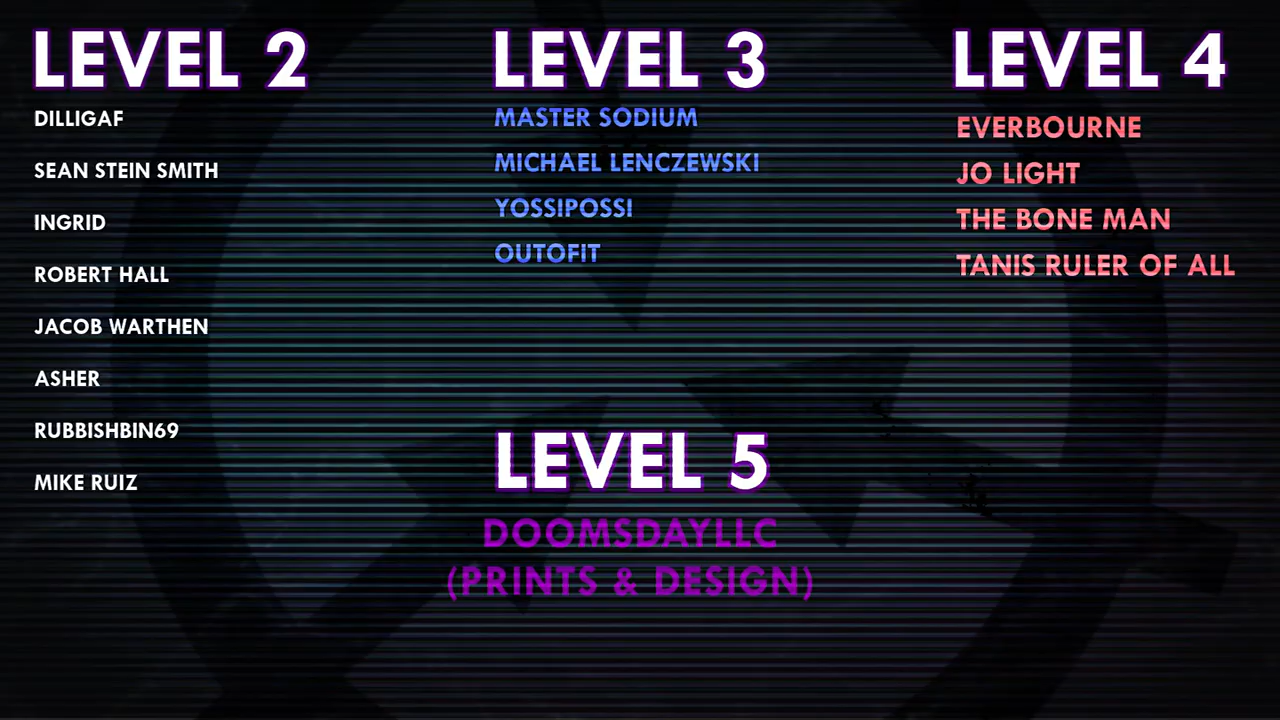 LEVEL 2
DILLIGAF
SEAN STEIN SMITH
INGRID
ROBERT HALL
JACOB WARTHEN
ASHER
RUBBISHBIN69
MIKE RUIZ
LEVEL 3
MASTER SODIUM
MICHAEL LENCZEWSKI
YOSSIPOSSI
OUTOFIT
LEVEL 4
EVERBOURNE
JO LIGHT
THE BONE MAN
TANIS RULER OF ALL
LEVEL 5
DOOMSDAYLLC
(PRINTS & DESIGN)